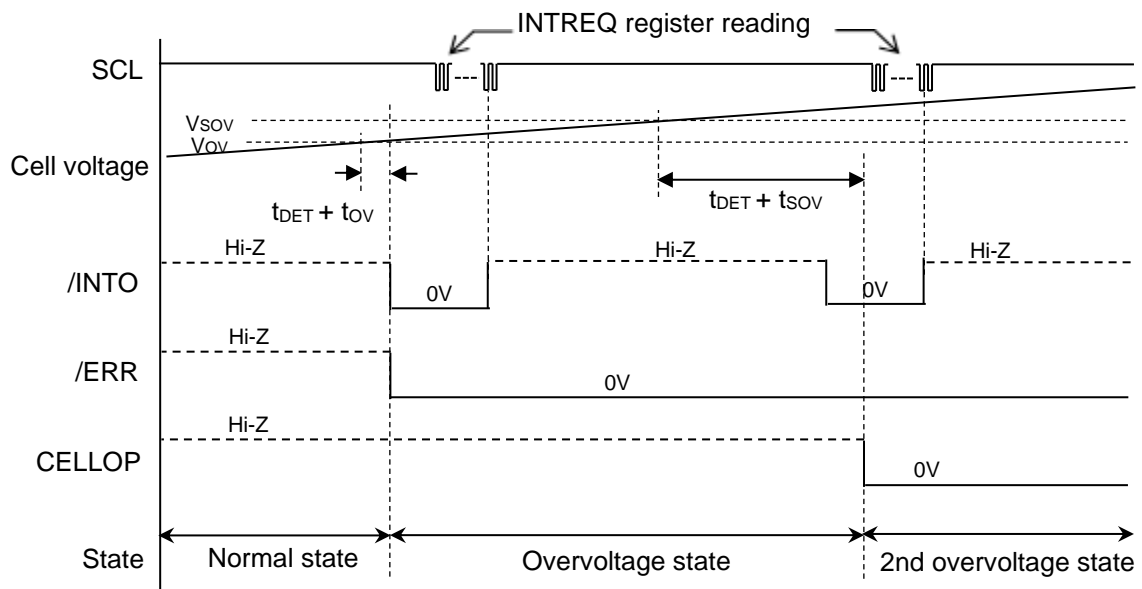 INTREQ register reading
SCL
VSOV
VOV
Cell voltage
tDET + tOV
tDET + tSOV
Hi-Z
Hi-Z
Hi-Z
/INTO
0V
0V
Hi-Z
/ERR
0V
Hi-Z
CELLOP
0V
State
Normal state
Overvoltage state
2nd overvoltage state